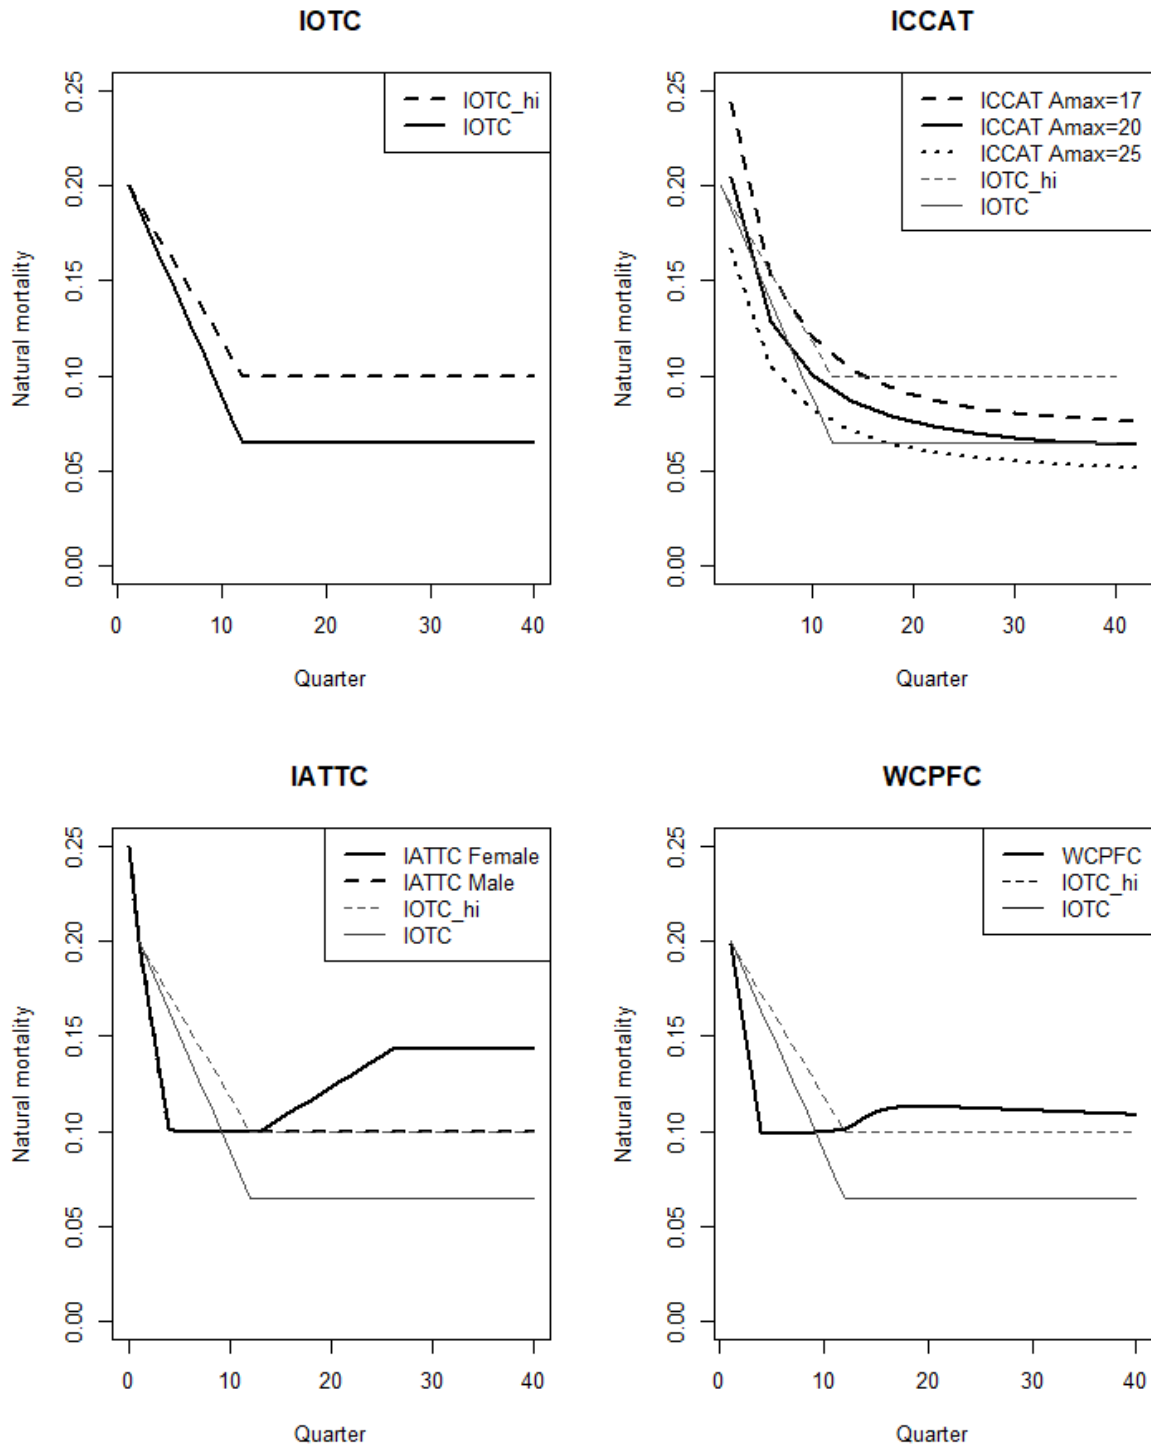 IOTC
IOTC_hi
IOTC
0.25
0.20
0.15
0.10
0.05
0.00
Natural mortality
0 10 20 30 40
Quarter
ICCAT
ICCAT Amax=17
ICCAT Amax=20
ICCAT Amax=25
IOTC_hi
IOTC
0.25
0.20
0.15
0.10
0.05
0.00
Natural mortality
10 20 30 40
Quarter
IATTC
IATTC Female
IATTC Male
IOTC_hi
IOTC
0.25
0.20
0.15
0.10
0.05
0.00
Natural mortality
0 10 20 30 40
Quarter
WCPFC
WCPFC
IOTC_hi
IOTC
0.25
0.20
0.15
0.10
0.05
0.00
Natural mortality
0 10 20 30 40
Quarter